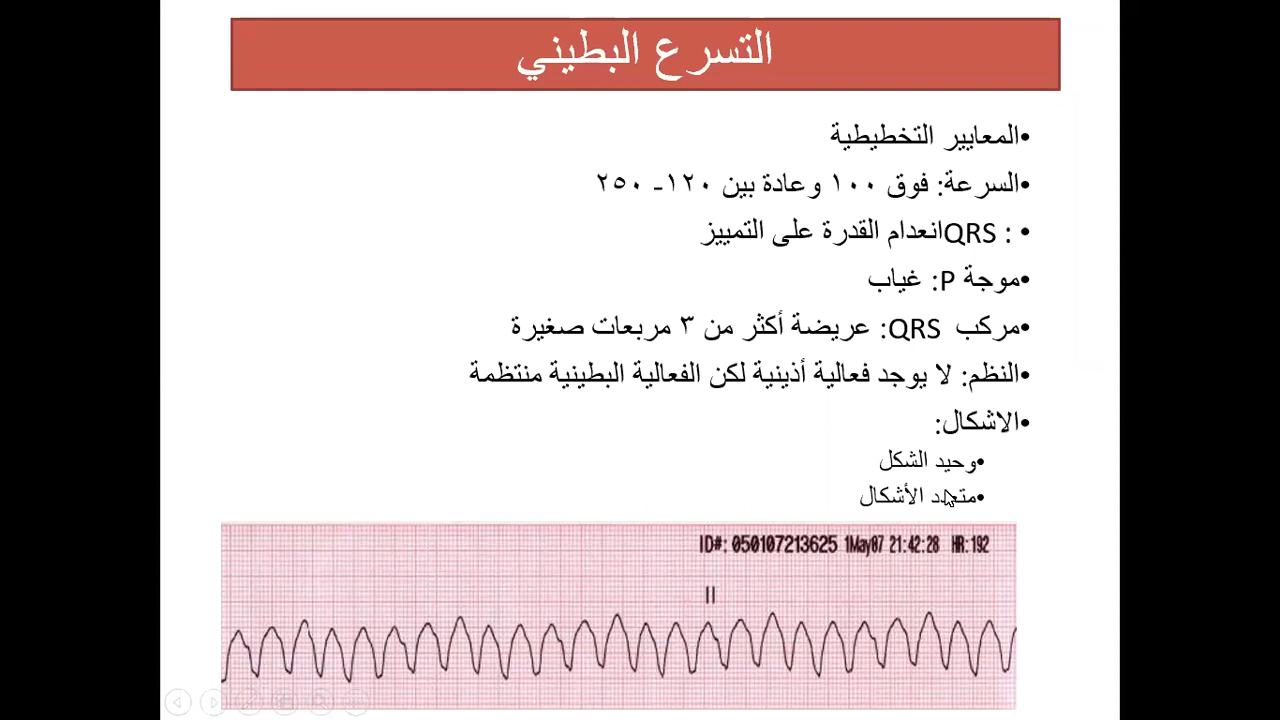 التسرع البطيني
•المعايير التخطيطية
•السرعة: فوق ١٠٠ وعادة بين ١٢٠- ٢٥٠
• : QRSانعدام القدرة على التمييز
•موجة P: غياب
•مركب QRS: عريضة أكثر من ٣ مربعات صغيرة
•النظم: لا يوجد فعالية أذينية لكن الفعالية البطينية منتظمة
•الاشكال:
•وحيد الشكل
•متعدد الأشكال
ID#: 050107213625 1May07 21:42:28 HR:192
II